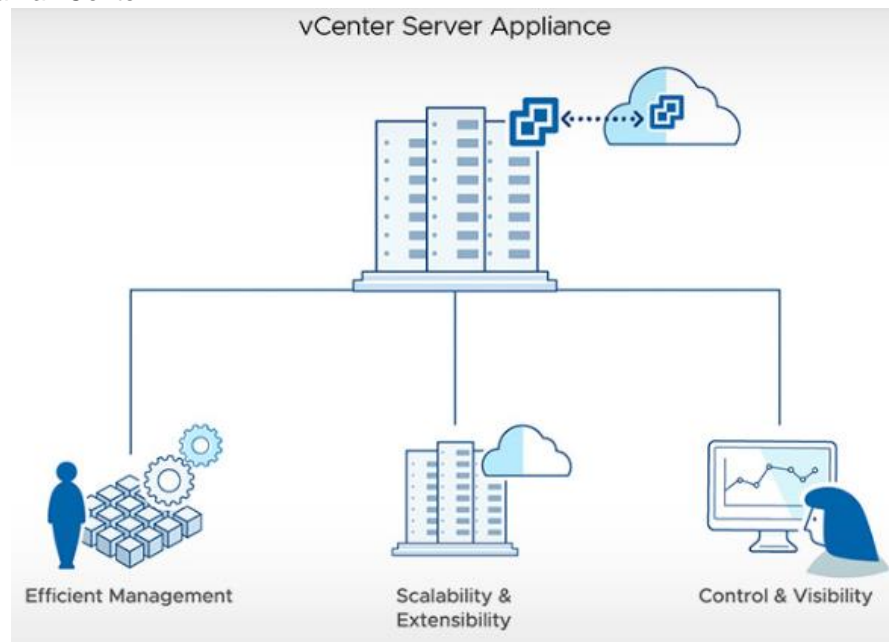 vCenter Server Appliance
Efficient Management
Scalability &
Extensibility
Control & Visibility